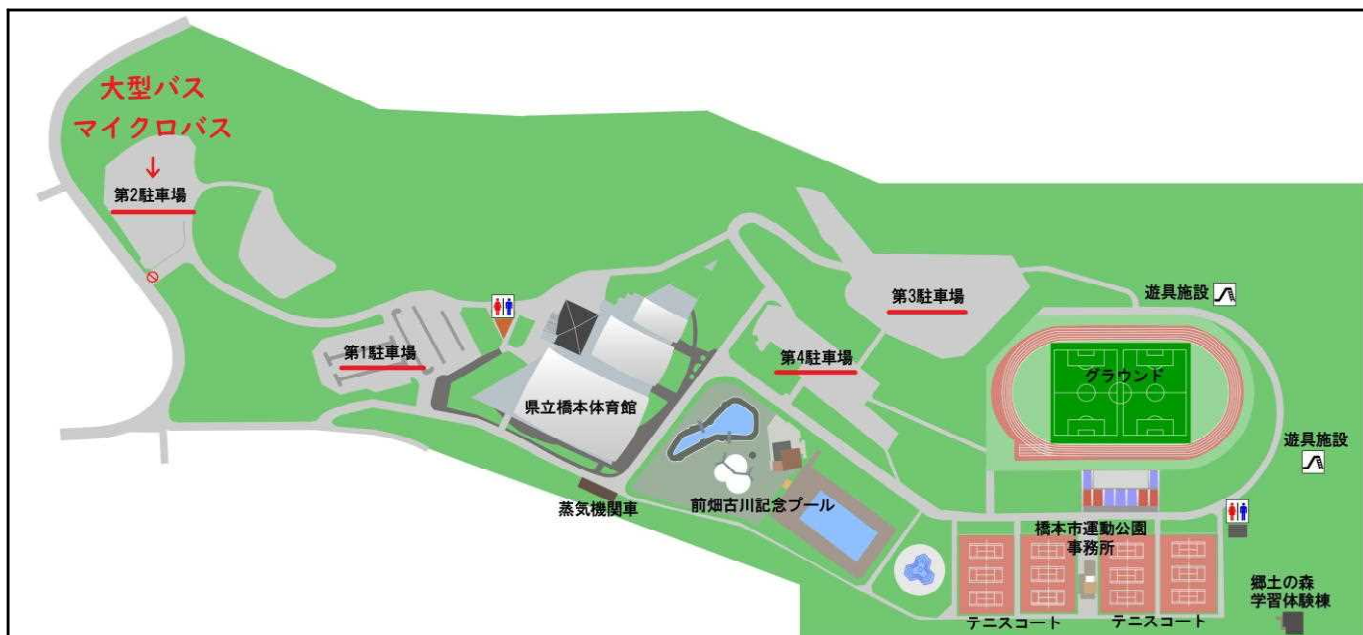 大型バス
マイクロバス
↓
第2駐車場
第1駐車場
県立橋本体育館
蒸気機関車
前畑古川記念プール
第3駐車場
第4駐車場
遊具施設
グラウンド
遊具施設
橋本市運動公園
事務所
テニスコート
テニスコート
郷土の森
学習体験棟